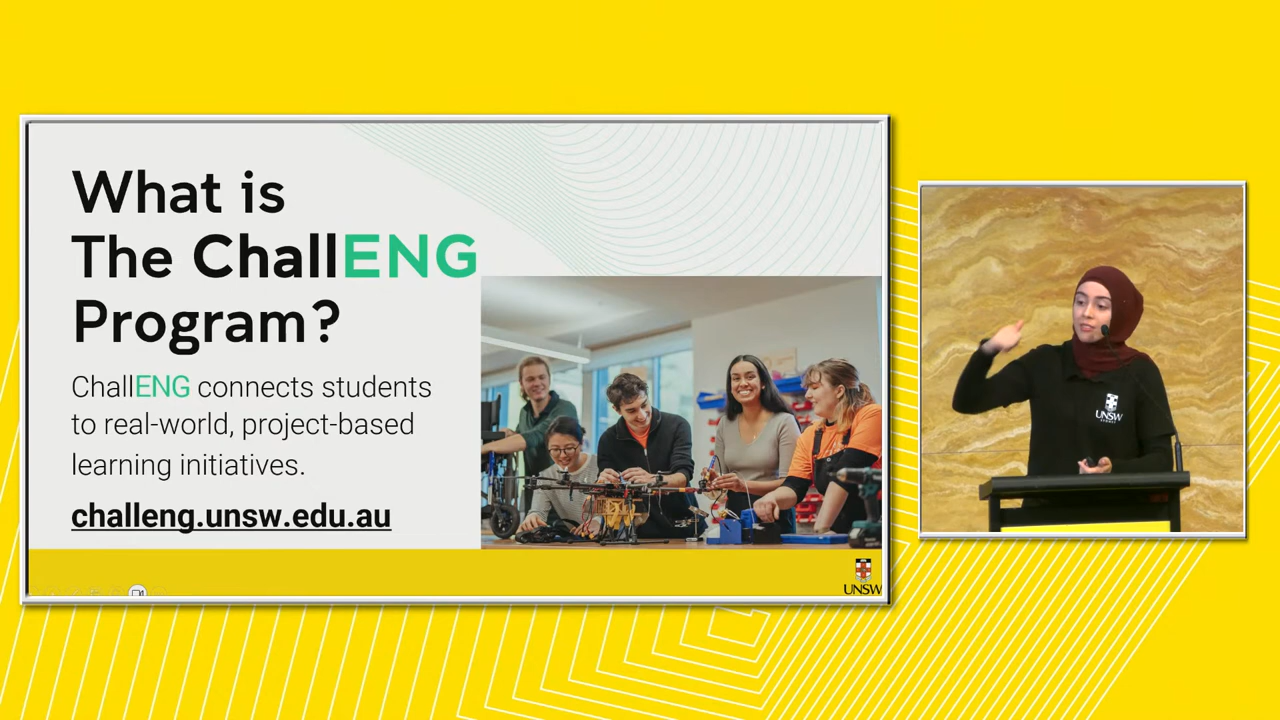 What is
The ChallENG
Program?
ChallENG connects students
to real-world, project-based
learning initiatives.
challeng.unsw.edu.au
UNSW
UNSW
SYDNEY